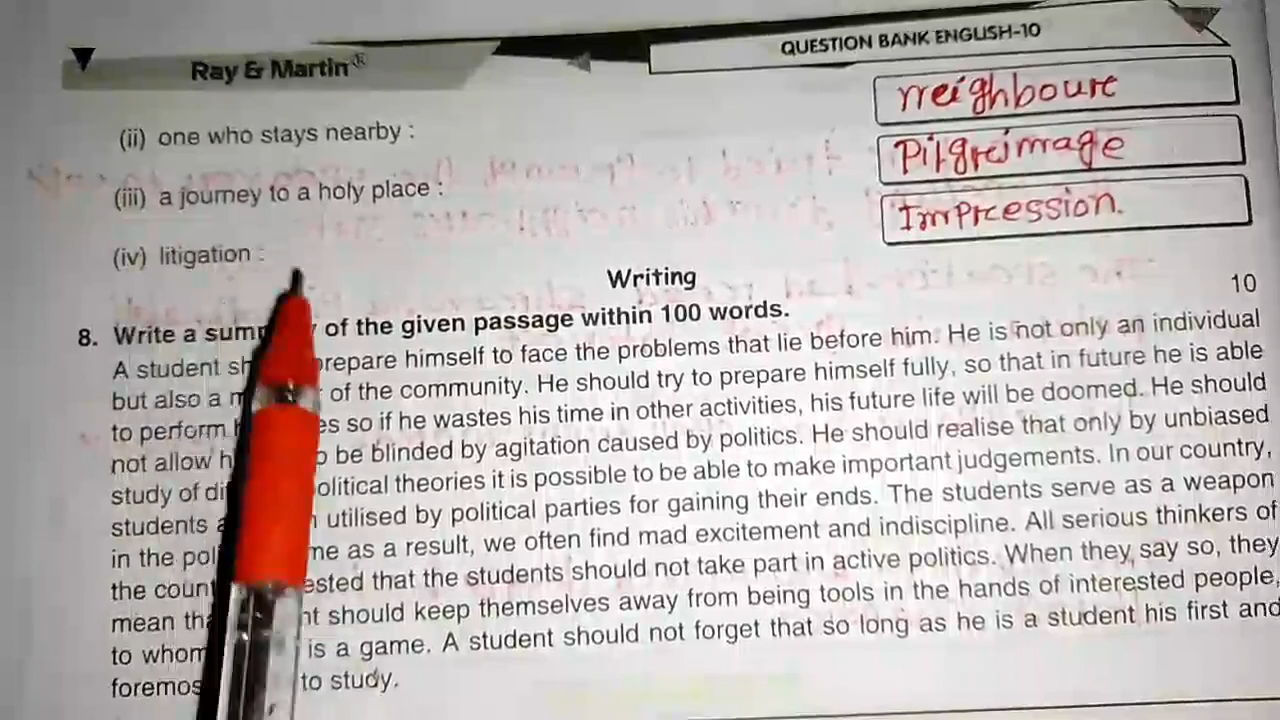 Ray & Martin®
QUESTION BANK ENGLISH-10
(ii) one who stays nearby :
neighbour
(iii) a journey to a holy place :
Pilgrimage
(iv) litigation :
Impression.
Writing
10
8. Write a sum of the given passage within 100 words.
A student prepare himself to face the problems that lie before him. He is not only an individual
but also a of the community. He should try to prepare himself fully, so that in future he is able
to perform so if he wastes his time in other activities, his future life will be doomed. He should
not allow be blinded by agitation caused by politics. He should realise that only by unbiased
study of political theories it is possible to be able to make important judgements. In our country,
students utilised by political parties for gaining their ends. The students serve as a weapon
in the as a result, we often find mad excitement and indiscipline. All serious thinkers of
the that the students should not take part in active politics. When they say so, they
mean should keep themselves away from being tools in the hands of interested people,
to whom is a game. A student should not forget that so long as he is a student his first and
to study.